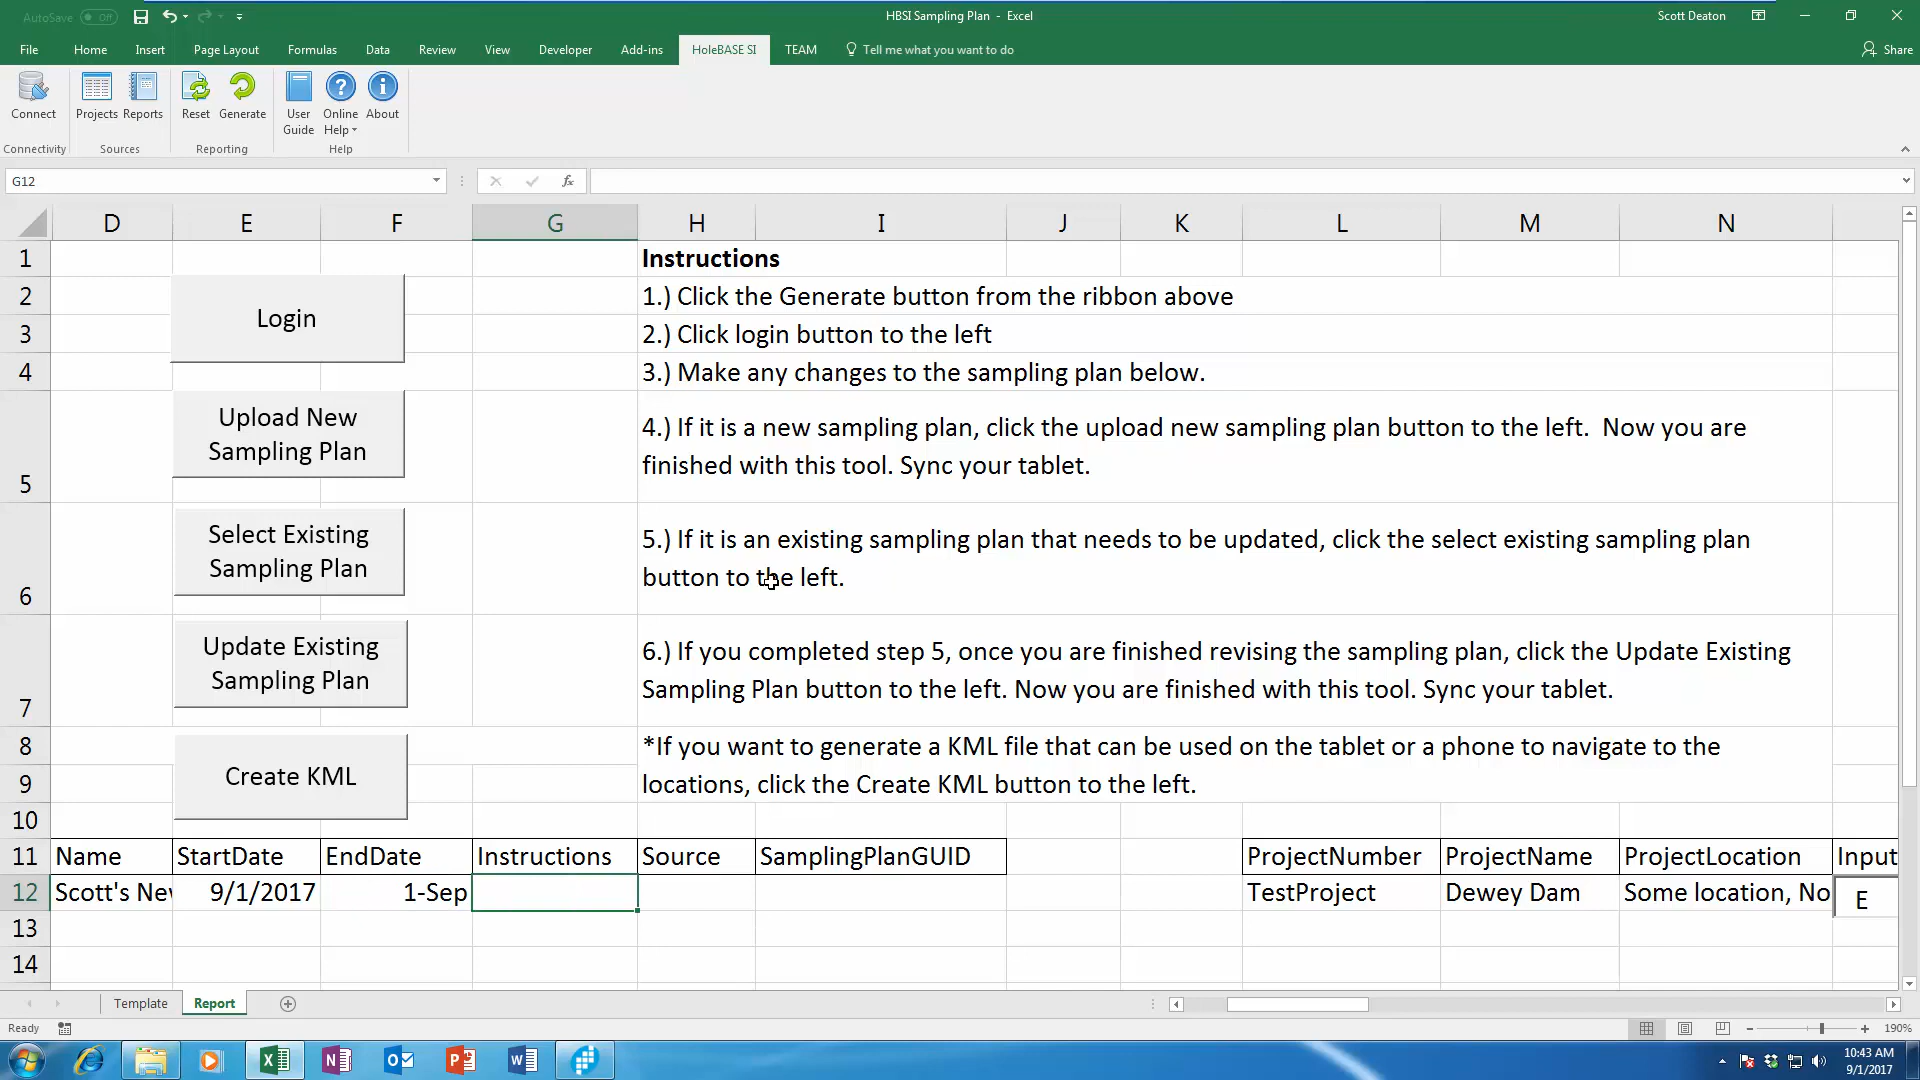 AutoSave Off
HBSI Sampling Plan - Excel
Scott Deaton
File Home Insert Page Layout Formulas Data Review View Developer Add-ins HoleBASE SI TEAM Tell me what you want to do Share
Connect Projects Reports Reset Generate User Guide Online Help About
Connectivity Sources Reporting Help
G12
fx
D E F G H I J K L M N
1 Instructions
2 1.) Click the Generate button from the ribbon above
Login
3 2.) Click login button to the left
4 3.) Make any changes to the sampling plan below.
Upload New
Sampling Plan
5 4.) If it is a new sampling plan, click the upload new sampling plan button to the left.  Now you are
finished with this tool. Sync your tablet.
Select Existing
Sampling Plan
6 5.) If it is an existing sampling plan that needs to be updated, click the select existing sampling plan
button to the left.
Update Existing
Sampling Plan
7 6.) If you completed step 5, once you are finished revising the sampling plan, click the Update Existing
Sampling Plan button to the left. Now you are finished with this tool. Sync your tablet.
Create KML
8 *If you want to generate a KML file that can be used on the tablet or a phone to navigate to the
9 locations, click the Create KML button to the left.
10
11 Name StartDate EndDate Instructions Source SamplingPlanGUID ProjectNumber ProjectName ProjectLocation Input
12 Scott's Nev 9/1/2017 1-Sep TestProject Dewey Dam Some location, No E
13
14
Template Report
Ready 190%
10:43 AM
9/1/2017